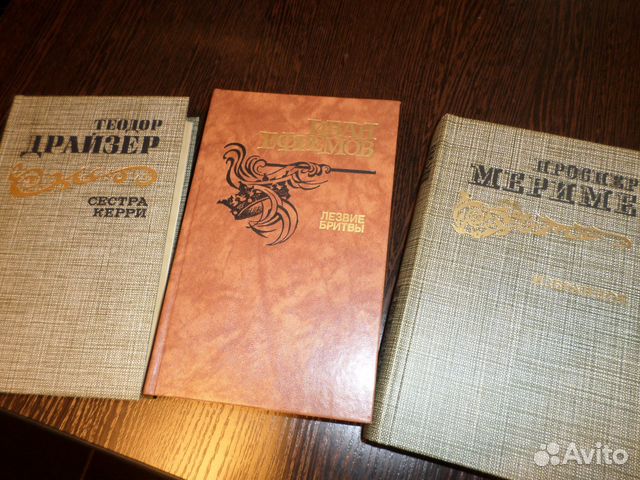 ТЕОДОР
ДРАЙЗЕР
СЕСТРА
КЕРРИ
ИВАН
ЕФРЕМОВ
ЛЕЗВИЕ
БРИТВЫ
ПРОСПЕР
МЕРИМЕ
Avito